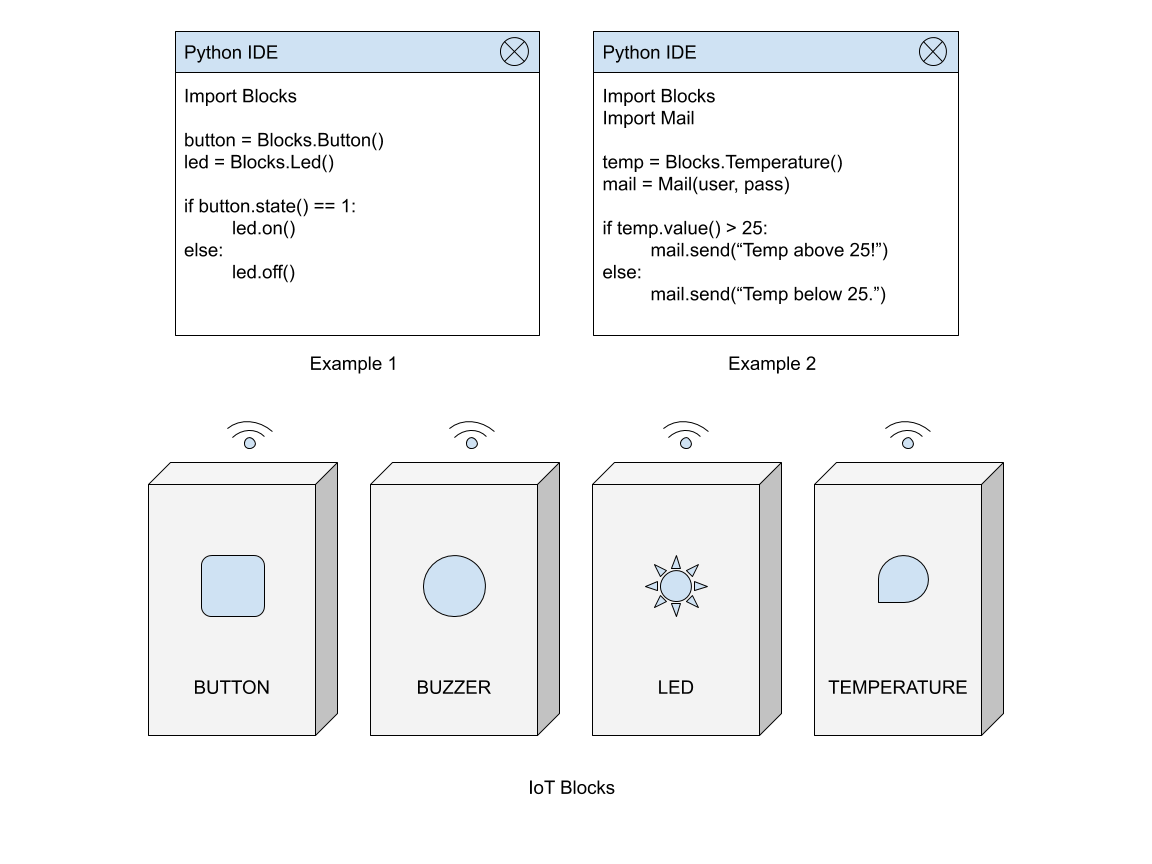 Python IDE
Import Blocks
button = Blocks.Button()
led = Blocks.Led()
if button.state() == 1:
led.on()
else:
led.off()
Example 1
Python IDE
Import Blocks
Import Mail
temp = Blocks.Temperature()
mail = Mail(user, pass)
if temp.value() > 25:
mail.send(“Temp above 25!”)
else:
mail.send(“Temp below 25.”)
Example 2
BUTTON
BUZZER
LED
TEMPERATURE
IoT Blocks